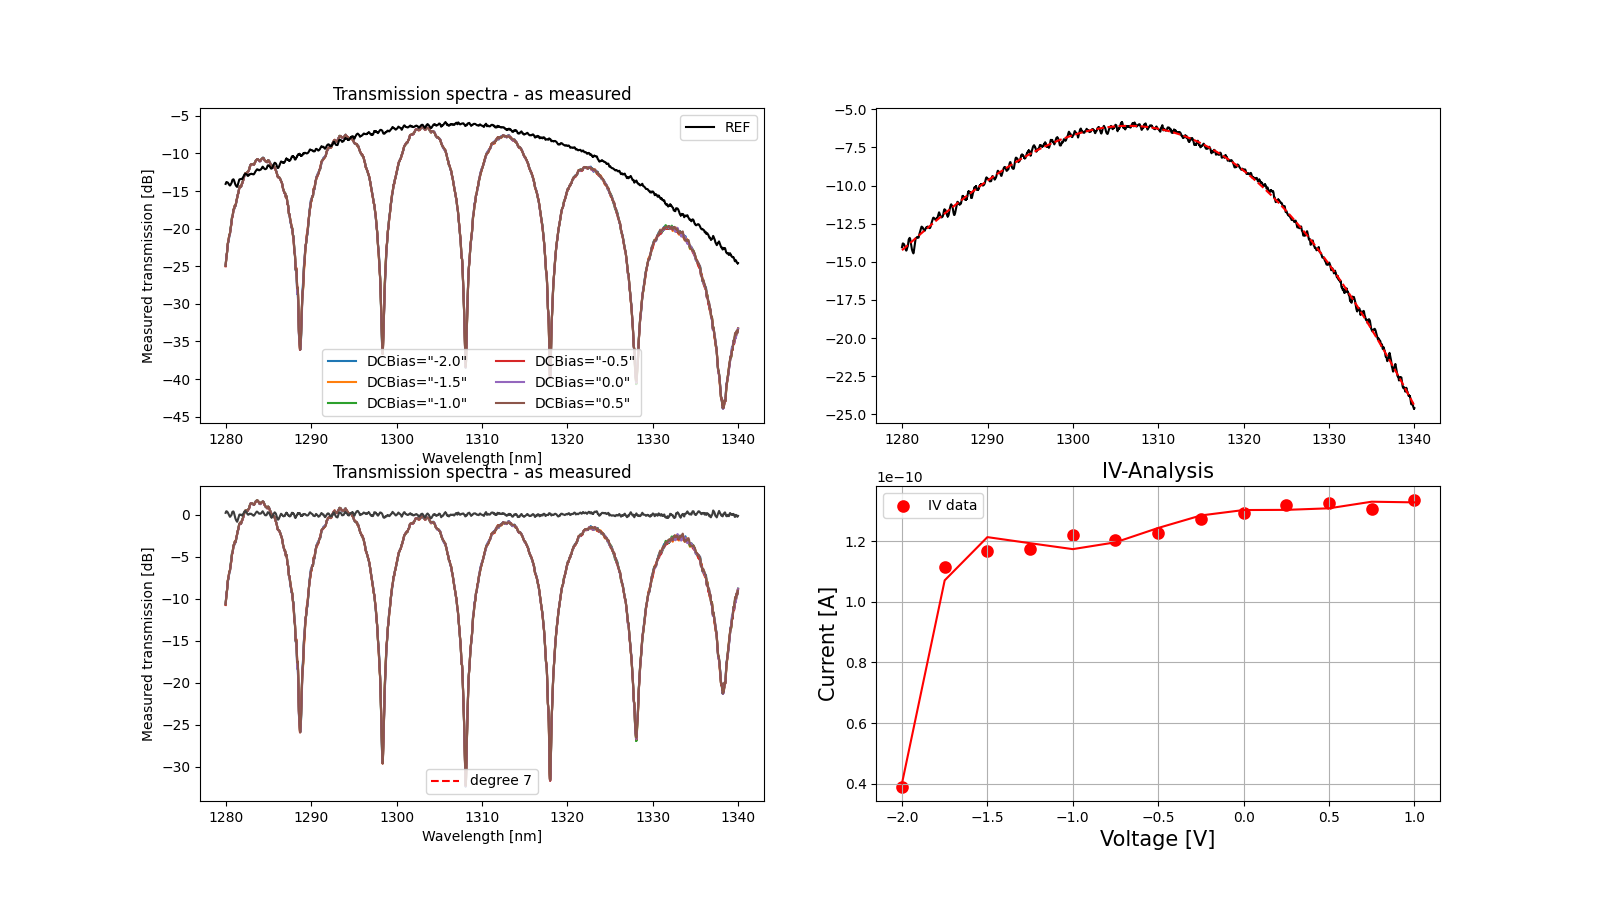 Transmission spectra - as measured
Measured transmission [dB]
−5
−10
−15
−20
−25
−30
−35
−40
−45
REF
DCBias="-2.0"
DCBias="-1.5"
DCBias="-1.0"
DCBias="-0.5"
DCBias="0.0"
DCBias="0.5"
1280 1290 1300 1310 1320 1330 1340
Wavelength [nm]
−5.0
−7.5
−10.0
−12.5
−15.0
−17.5
−20.0
−22.5
−25.0
1280 1290 1300 1310 1320 1330 1340
Transmission spectra - as measured
Measured transmission [dB]
0
−5
−10
−15
−20
−25
−30
degree 7
1280 1290 1300 1310 1320 1330 1340
Wavelength [nm]
IV-Analysis
1e−10
Current [A]
1.2
1.0
0.8
0.6
0.4
IV data
−2.0 −1.5 −1.0 −0.5 0.0 0.5 1.0
Voltage [V]